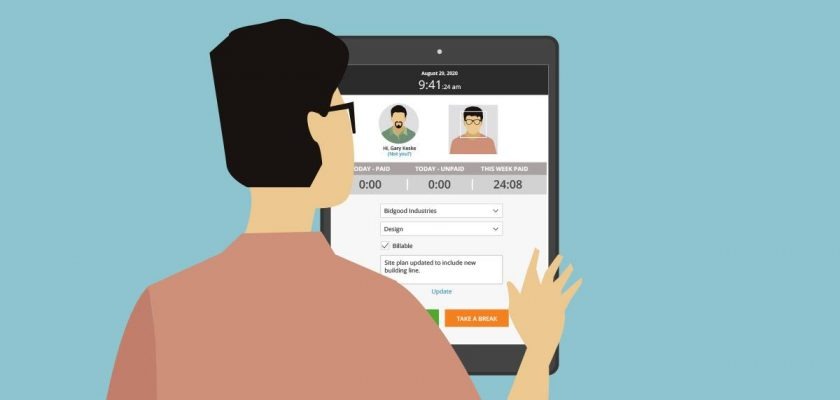 August 20, 2020
9:41:24 am
Hi, Gary Keske
(Not you?)
TODAY - PAID TODAY - UNPAID THIS WEEK PAID
0:00 0:00 24:08
Bidgood Industries
Design
Billable
Site plan updated to include new
building line.
Update
TAKE A BREAK